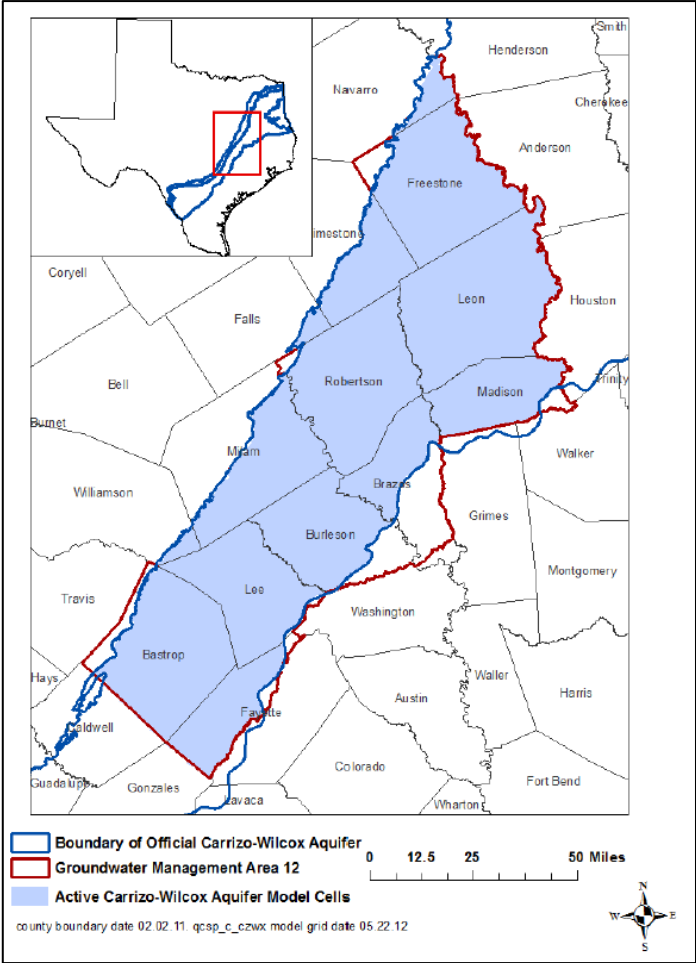 Smith
Henderson
Navarro
Cherokee
Anderson
Freestone
imestone
Coryell
Leon
Houston
Falls
Robertson
Bell
Madison
Trinity
Burnet
Milam
Walker
Williamson
Brazos
Grimes
Burleson
Montgomery
Lee
Travis
Washington
Bastrop
Waller
Hays
Harris
Austin
Fayette
Caldwell
Colorado
Guadalup
Gonzales
Fort Bend
Lavaca
Wharton
Boundary of Official Carrizo-Wilcox Aquifer
Groundwater Management Area 12
0 12.5 25 50 Miles
Active Carrizo-Wilcox Aquifer Model Cells
N
W E
S
county boundary date 02.02.11. qcsp_c_czwx model grid date 05.22.12